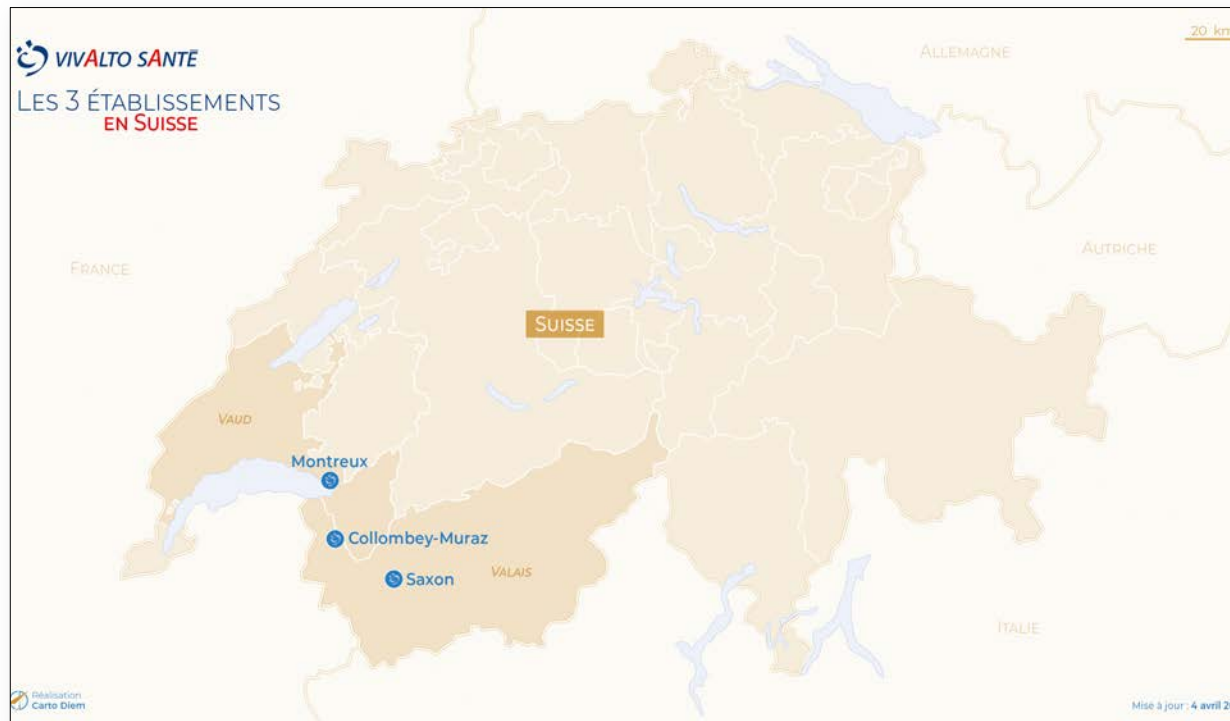 VIVALTO SANTÉ
LES 3 ÉTABLISSEMENTS
EN SUISSE
20 km
ALLEMAGNE
FRANCE
AUTRICHE
SUISSE
VAUD
Montreux
Collombey-Muraz
Saxon
VALAIS
ITALIE
Réalisation
Carto Diem
Mise à jour : 4 avril 2